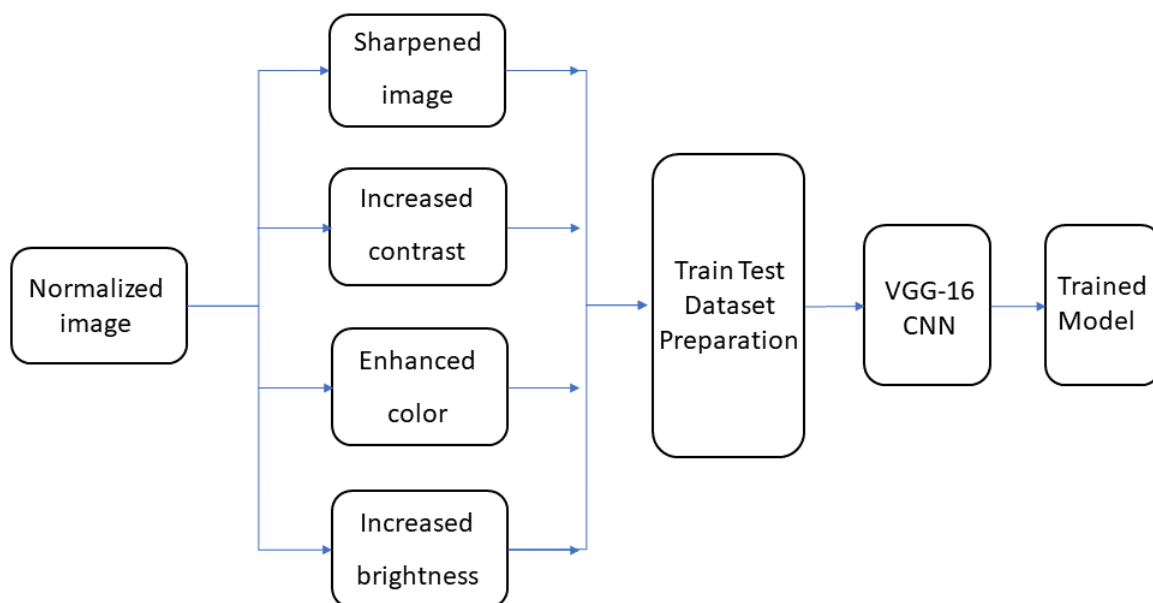 Sharpened
image
Increased
contrast
Normalized
image
Enhanced
color
Increased
brightness
Train Test
Dataset
Preparation
VGG-16
CNN
Trained
Model